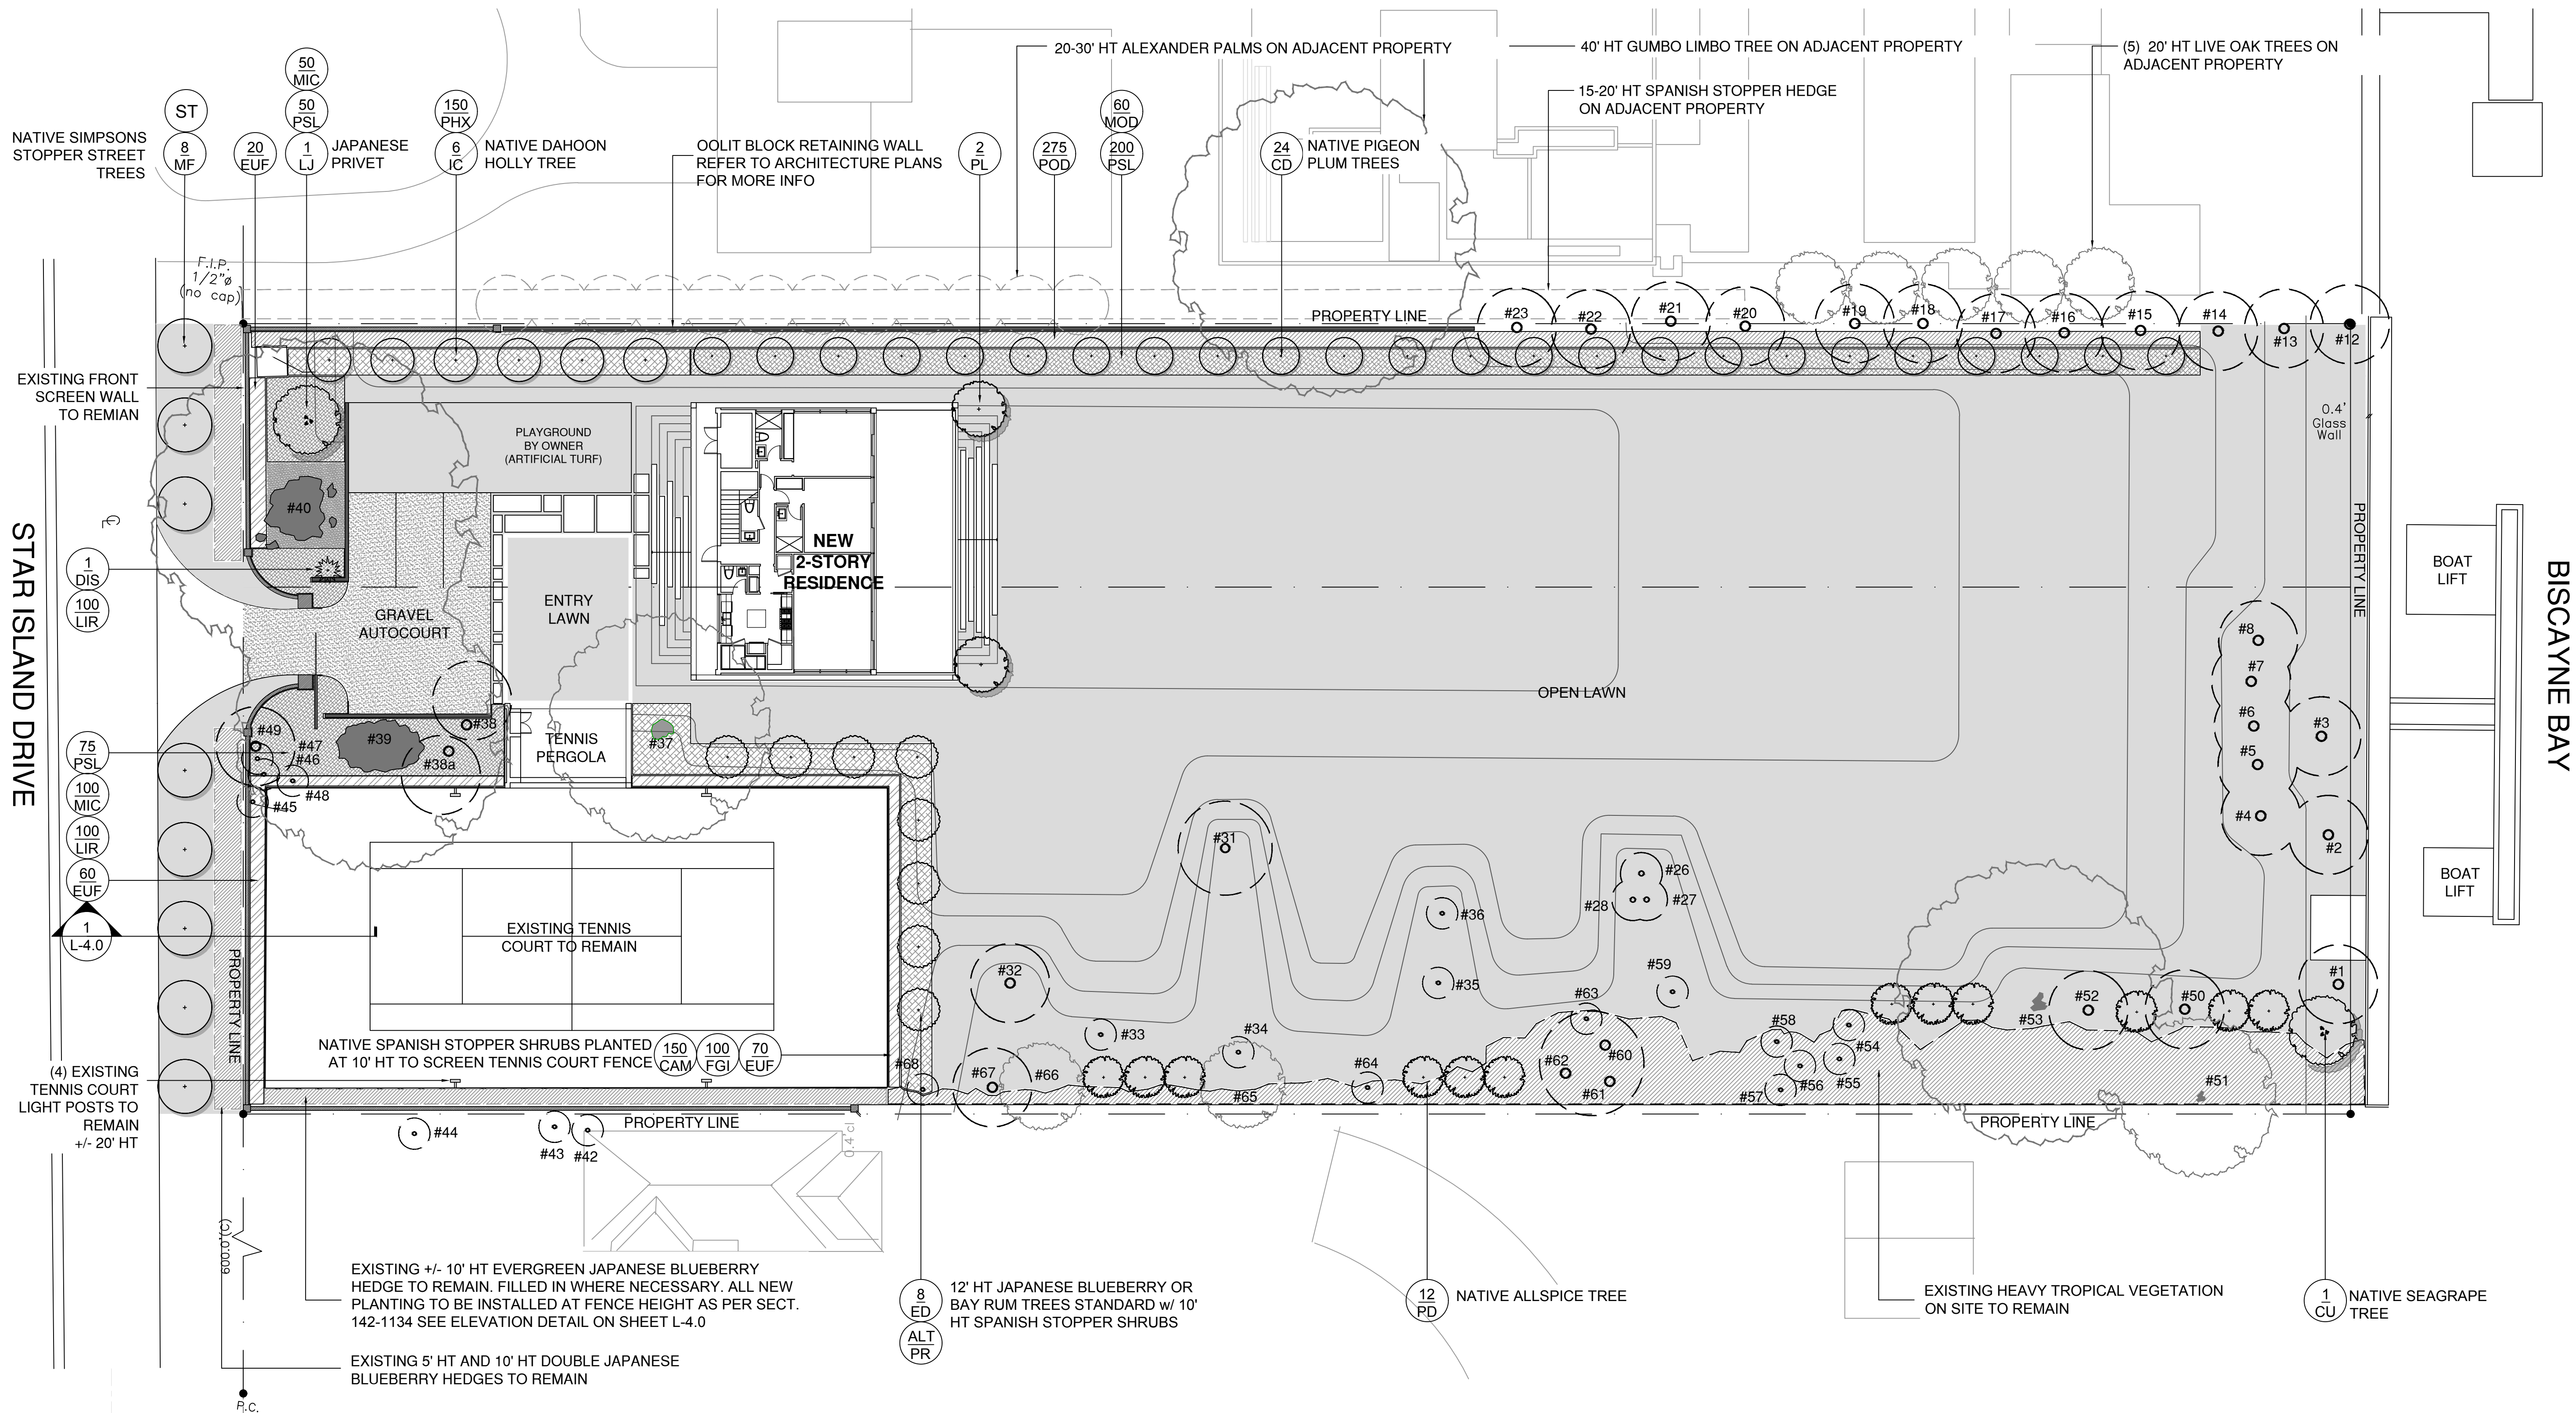 20-30' HT ALEXANDER PALMS ON ADJACENT PROPERTY
40' HT GUMBO LIMBO TREE ON ADJACENT PROPERTY
(5) 20' HT LIVE OAK TREES ON
ADJACENT PROPERTY
15-20' HT SPANISH STOPPER HEDGE
ON ADJACENT PROPERTY
NATIVE SIMPSONS
STOPPER STREET
TREES
ST
8
MF
20
EUF
50
MIC
50
PSL
1
LJ
JAPANESE
PRIVET
150
PHX
6
IC
NATIVE DAHOON
HOLLY TREE
OOLIT BLOCK RETAINING WALL
REFER TO ARCHITECTURE PLANS
FOR MORE INFO
2
PL
275
POD
60
MOD
200
PSL
24
CD
NATIVE PIGEON
PLUM TREES
F.I.P.
1/2"ø
(no cap)
PROPERTY LINE
#23
#22
#21
#20
#19
#18
#17
#16
#15
#14
#13
#12
EXISTING FRONT
SCREEN WALL
TO REMIAN
0.4'
Glass
Wall
PLAYGROUND
BY OWNER
(ARTIFICIAL TURF)
#40
STAR ISLAND DRIVE
1
DIS
100
LIR
GRAVEL
AUTOCOURT
ENTRY
LAWN
NEW
2-STORY
RESIDENCE
PROPERTY LINE
BOAT
LIFT
BISCAYNE BAY
OPEN LAWN
#8
#7
#6
#5
#4
#3
#2
#49
#47
#46
#48
#45
#39
#38
#38a
TENNIS
PERGOLA
#37
75
PSL
100
MIC
100
LIR
60
EUF
1
L-4.0
#31
#26
#27
#28
#36
#35
BOAT
LIFT
EXISTING TENNIS
COURT TO REMAIN
PROPERTY LINE
#32
#33
#34
#59
#63
#60
#62
#61
#64
#58
#54
#56
#55
#57
#53
#52
#50
#51
#1
#68
#67
#66
#65
NATIVE SPANISH STOPPER SHRUBS PLANTED
AT 10' HT TO SCREEN TENNIS COURT FENCE
150
CAM
100
FGI
70
EUF
(4) EXISTING
TENNIS COURT
LIGHT POSTS TO
REMAIN
+/- 20' HT
#44
#43
#42
PROPERTY LINE
0.4'cl
PROPERTY LINE
600.0'(C)
EXISTING +/- 10' HT EVERGREEN JAPANESE BLUEBERRY
HEDGE TO REMAIN. FILLED IN WHERE NECESSARY. ALL NEW
PLANTING TO BE INSTALLED AT FENCE HEIGHT AS PER SECT.
142-1134 SEE ELEVATION DETAIL ON SHEET L-4.0
EXISTING 5' HT AND 10' HT DOUBLE JAPANESE
BLUEBERRY HEDGES TO REMAIN
8
ED
ALT
PR
12' HT JAPANESE BLUEBERRY OR
BAY RUM TREES STANDARD w/ 10'
HT SPANISH STOPPER SHRUBS
12
PD
NATIVE ALLSPICE TREE
EXISTING HEAVY TROPICAL VEGETATION
ON SITE TO REMAIN
1
CU
NATIVE SEAGRAPE
TREE
P.C.